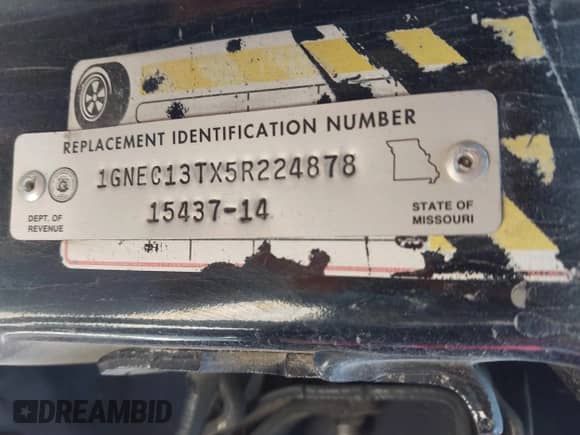 REPLACEMENT IDENTIFICATION NUMBER
1GNEC13TX5R224878
15437-14
DEPT. OF
REVENUE
STATE OF
MISSOURI
DREAMBID